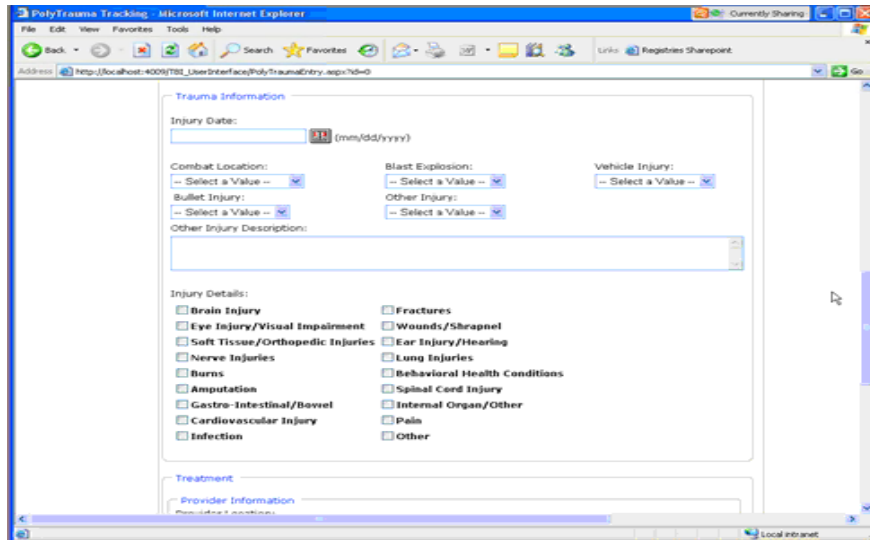 PolyTrauma Tracking - Microsoft Internet Explorer Currently Sharing
File Edit View Favorites Tools Help
Back Search Favorites Links Registries Sharepoint
Address http://localhost:4009/TBI_UserInterface/PolyTraumaEntry.aspx?id=0 Go
Trauma Information
Injury Date:
(mm/dd/yyyy)
Combat Location: Blast Explosion: Vehicle Injury:
-- Select a Value -- -- Select a Value -- -- Select a Value --
Bullet Injury: Other Injury:
-- Select a Value -- -- Select a Value --
Other Injury Description:
Injury Details:
Brain Injury Fractures
Eye Injury/Visual Impairment Wounds/Shrapnel
Soft Tissue/Orthopedic Injuries Ear Injury/Hearing
Nerve Injuries Lung Injuries
Burns Behavioral Health Conditions
Amputation Spinal Cord Injury
Gastro-Intestinal/Bowel Internal Organ/Other
Cardiovascular Injury Pain
Infection Other
Treatment
Provider Information
Provider Location:
Local intranet